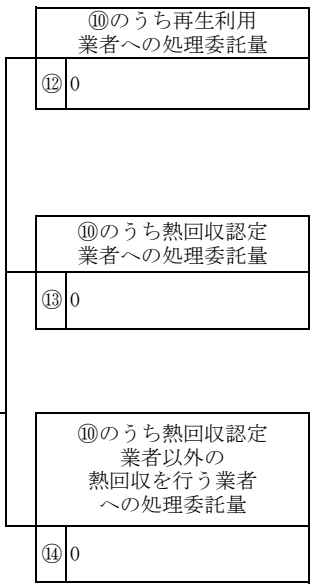 ⑩のうち再生利用
業者への処理委託量
⑫ 0
⑩のうち熱回収認定
業者への処理委託量
⑬ 0
⑩のうち熱回収認定
業者以外の
熱回収を行う業者
への処理委託量
⑭ 0